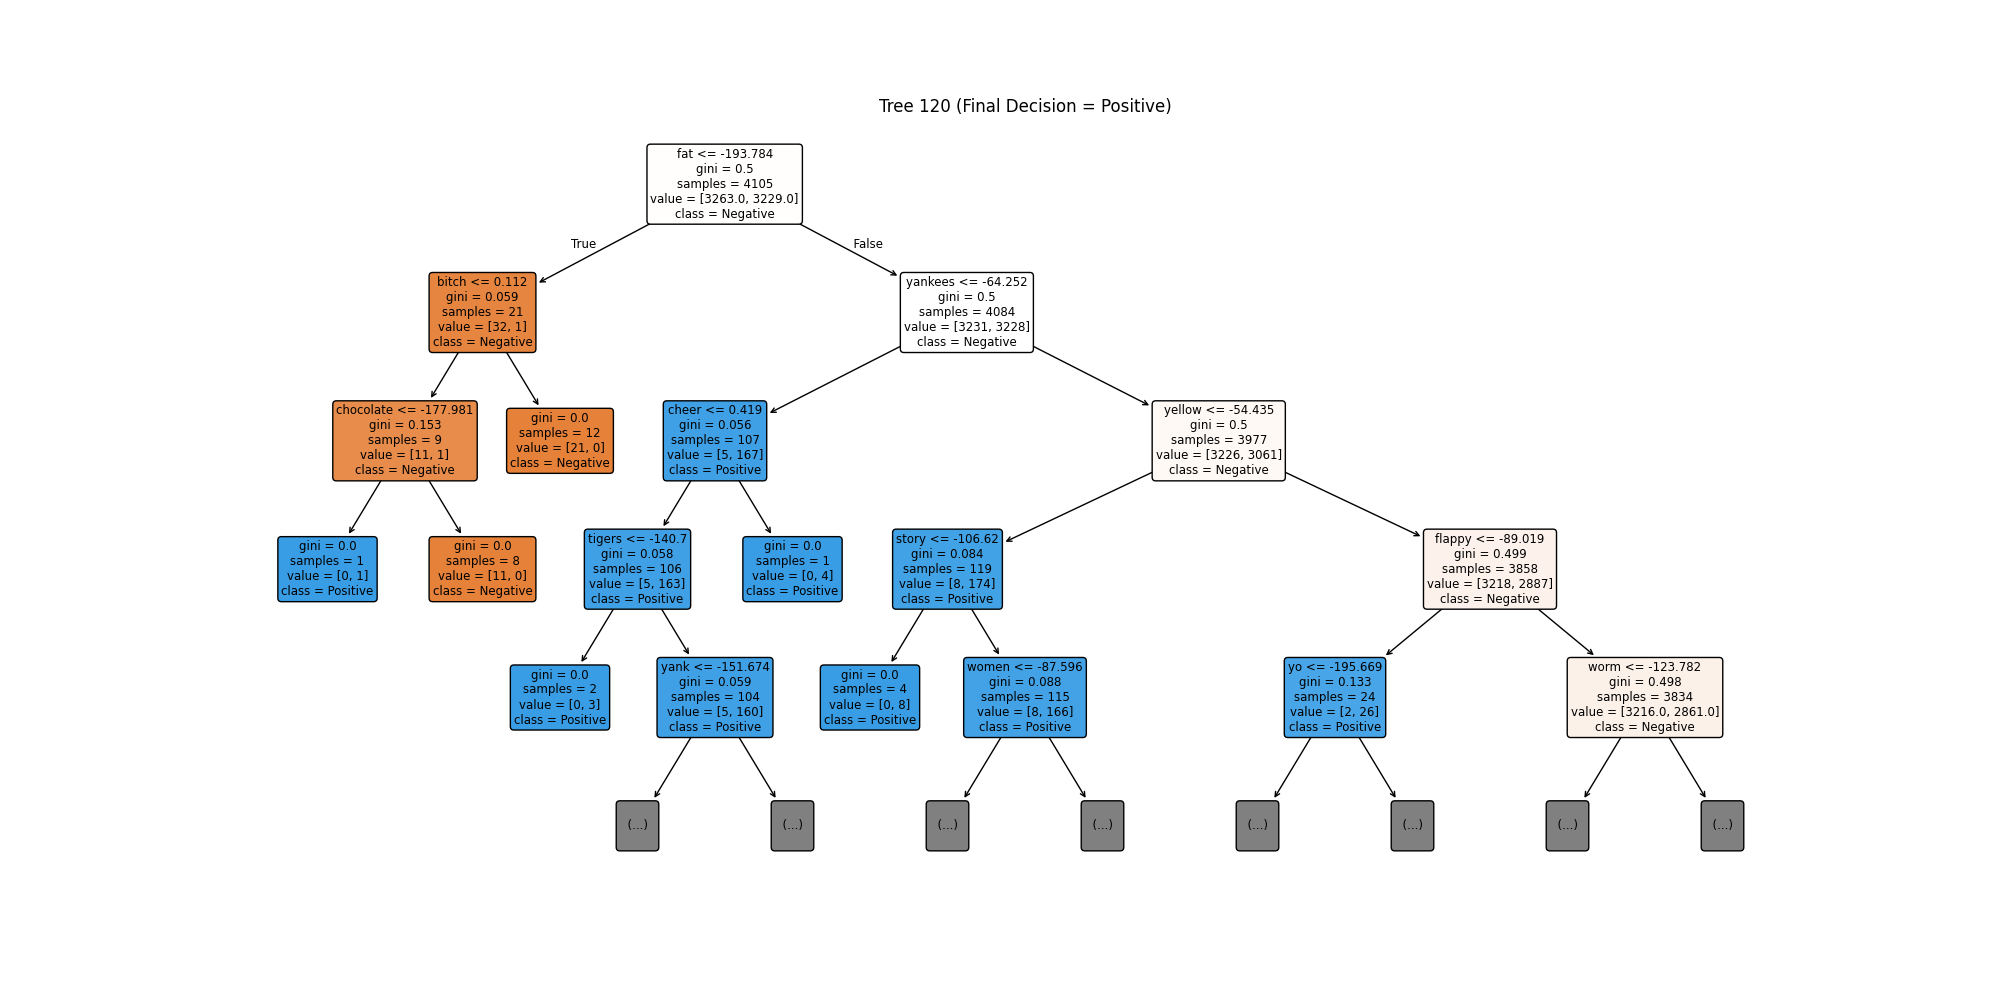 Tree 120 (Final Decision = Positive)
fat <= -193.784
gini = 0.5
samples = 4105
value = [3263.0, 3229.0]
class = Negative
True
False
bitch <= 0.112
gini = 0.059
samples = 21
value = [32, 1]
class = Negative
yankees <= -64.252
gini = 0.5
samples = 4084
value = [3231, 3228]
class = Negative
chocolate <= -177.981
gini = 0.153
samples = 9
value = [11, 1]
class = Negative
gini = 0.0
samples = 12
value = [21, 0]
class = Negative
cheer <= 0.419
gini = 0.056
samples = 107
value = [5, 167]
class = Positive
yellow <= -54.435
gini = 0.5
samples = 3977
value = [3226, 3061]
class = Negative
gini = 0.0
samples = 1
value = [0, 1]
class = Positive
gini = 0.0
samples = 8
value = [11, 0]
class = Negative
tigers <= -140.7
gini = 0.058
samples = 106
value = [5, 163]
class = Positive
gini = 0.0
samples = 1
value = [0, 4]
class = Positive
story <= -106.62
gini = 0.084
samples = 119
value = [8, 174]
class = Positive
flappy <= -89.019
gini = 0.499
samples = 3858
value = [3218, 2887]
class = Negative
gini = 0.0
samples = 2
value = [0, 3]
class = Positive
yank <= -151.674
gini = 0.059
samples = 104
value = [5, 160]
class = Positive
gini = 0.0
samples = 4
value = [0, 8]
class = Positive
women <= -87.596
gini = 0.088
samples = 115
value = [8, 166]
class = Positive
yo <= -195.669
gini = 0.133
samples = 24
value = [2, 26]
class = Positive
worm <= -123.782
gini = 0.498
samples = 3834
value = [3216.0, 2861.0]
class = Negative
(...)
(...)
(...)
(...)
(...)
(...)
(...)
(...)